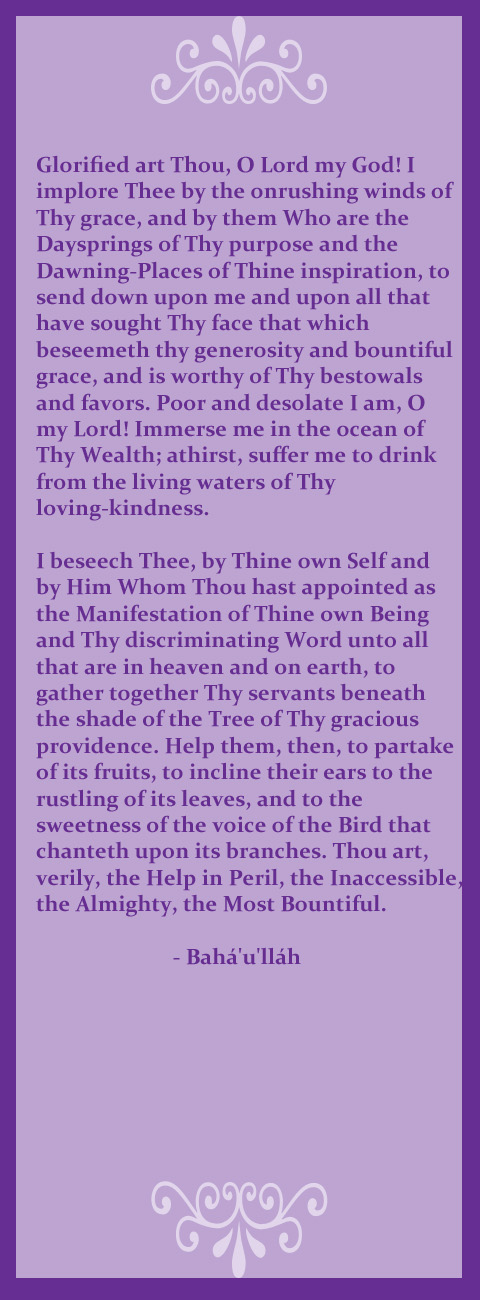 Glorified art Thou, O Lord my God! I
implore Thee by the onrushing winds of
Thy grace, and by them Who are the
Daysprings of Thy purpose and the
Dawning-Places of Thine inspiration, to
send down upon me and upon all that
have sought Thy face that which
beseemeth thy generosity and bountiful
grace, and is worthy of Thy bestowals
and favors. Poor and desolate I am, O
my Lord! Immerse me in the ocean of
Thy Wealth; athirst, suffer me to drink
from the living waters of Thy
loving-kindness.

I beseech Thee, by Thine own Self and
by Him Whom Thou hast appointed as
the Manifestation of Thine own Being
and Thy discriminating Word unto all
that are in heaven and on earth, to
gather together Thy servants beneath
the shade of the Tree of Thy gracious
providence. Help them, then, to partake
of its fruits, to incline their ears to the
rustling of its leaves, and to the
sweetness of the voice of the Bird that
chanteth upon its branches. Thou art,
verily, the Help in Peril, the Inaccessible,
the Almighty, the Most Bountiful.

- Bahá'u'lláh